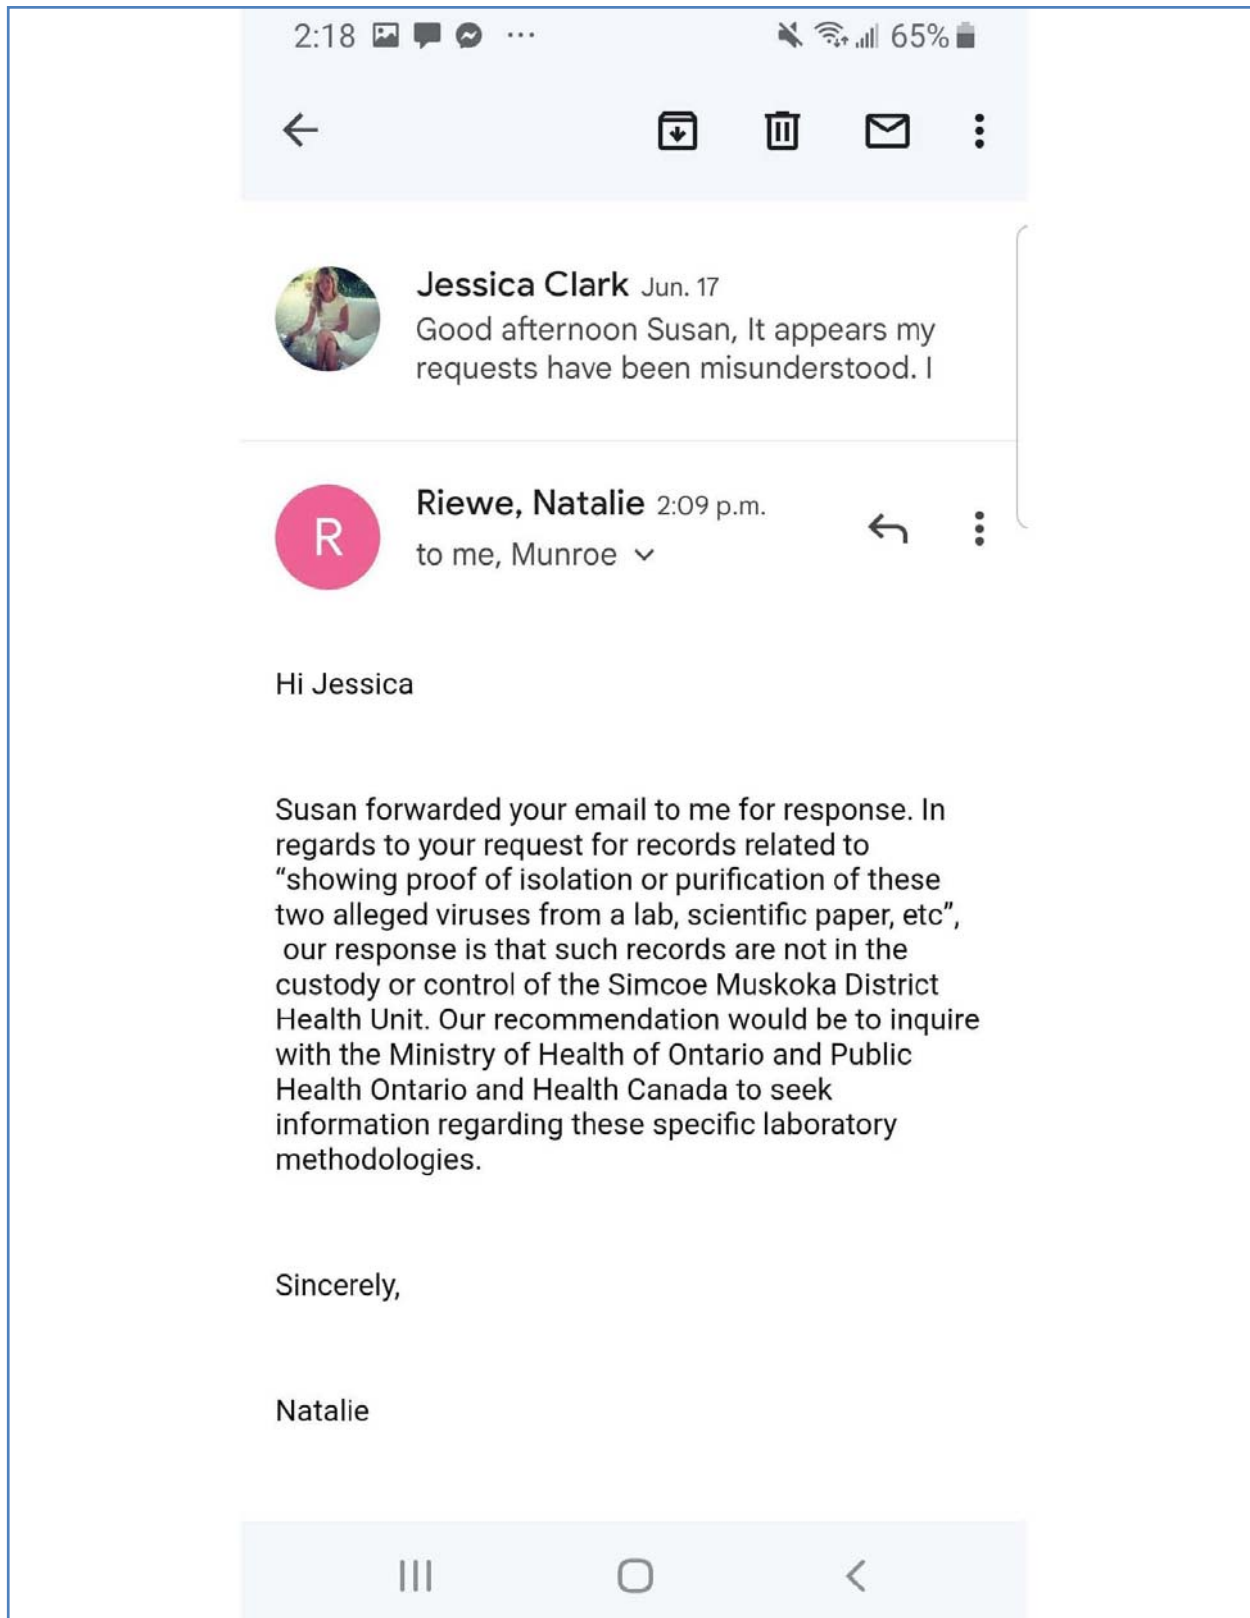 2:18 ... 65%
Jessica Clark Jun. 17
Good afternoon Susan, It appears my
requests have been misunderstood. I
R
Riewe, Natalie 2:09 p.m.
to me, Munroe
Hi Jessica
Susan forwarded your email to me for response. In
regards to your request for records related to
“showing proof of isolation or purification of these
two alleged viruses from a lab, scientific paper, etc”,
our response is that such records are not in the
custody or control of the Simcoe Muskoka District
Health Unit. Our recommendation would be to inquire
with the Ministry of Health of Ontario and Public
Health Ontario and Health Canada to seek
information regarding these specific laboratory
methodologies.
Sincerely,
Natalie